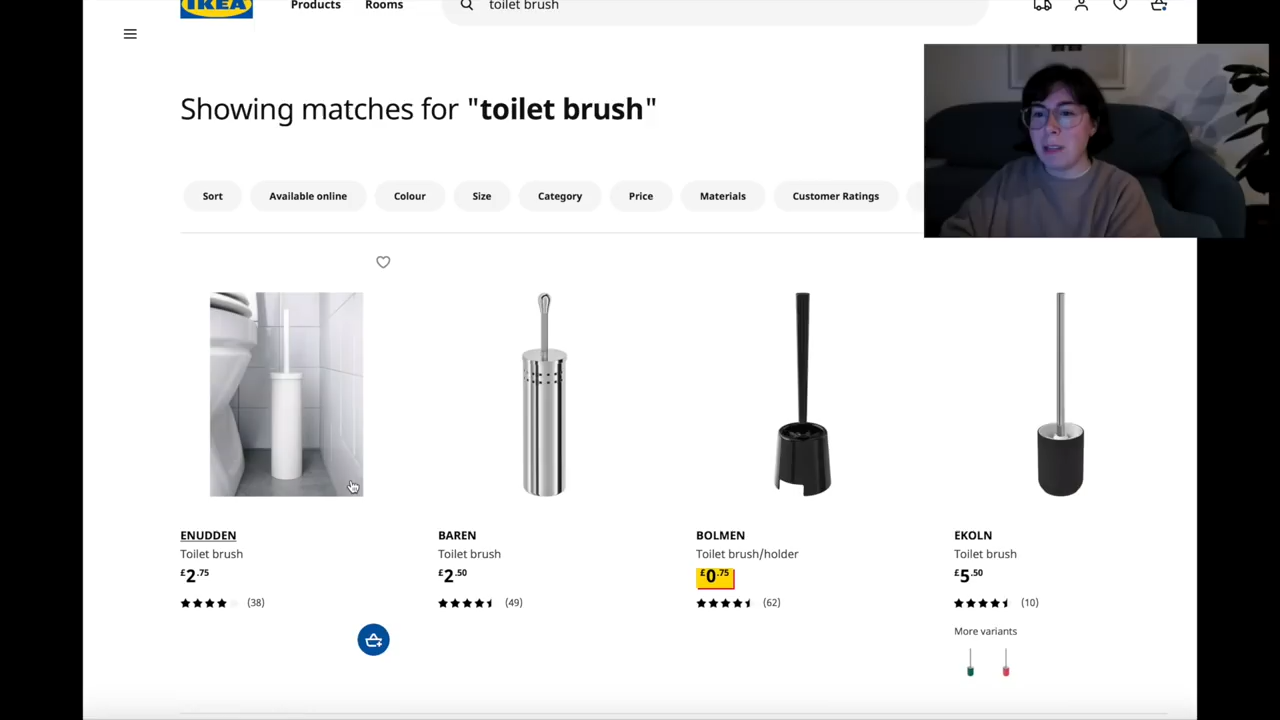 IKEA
Products
Rooms
toilet brush
Showing matches for "toilet brush"
Sort
Available online
Colour
Size
Category
Price
Materials
Customer Ratings
ENUDDEN
Toilet brush
£2.75
(38)
BAREN
Toilet brush
£2.50
(49)
BOLMEN
Toilet brush/holder
£0.75
(62)
EKOLN
Toilet brush
£5.50
(10)
More variants